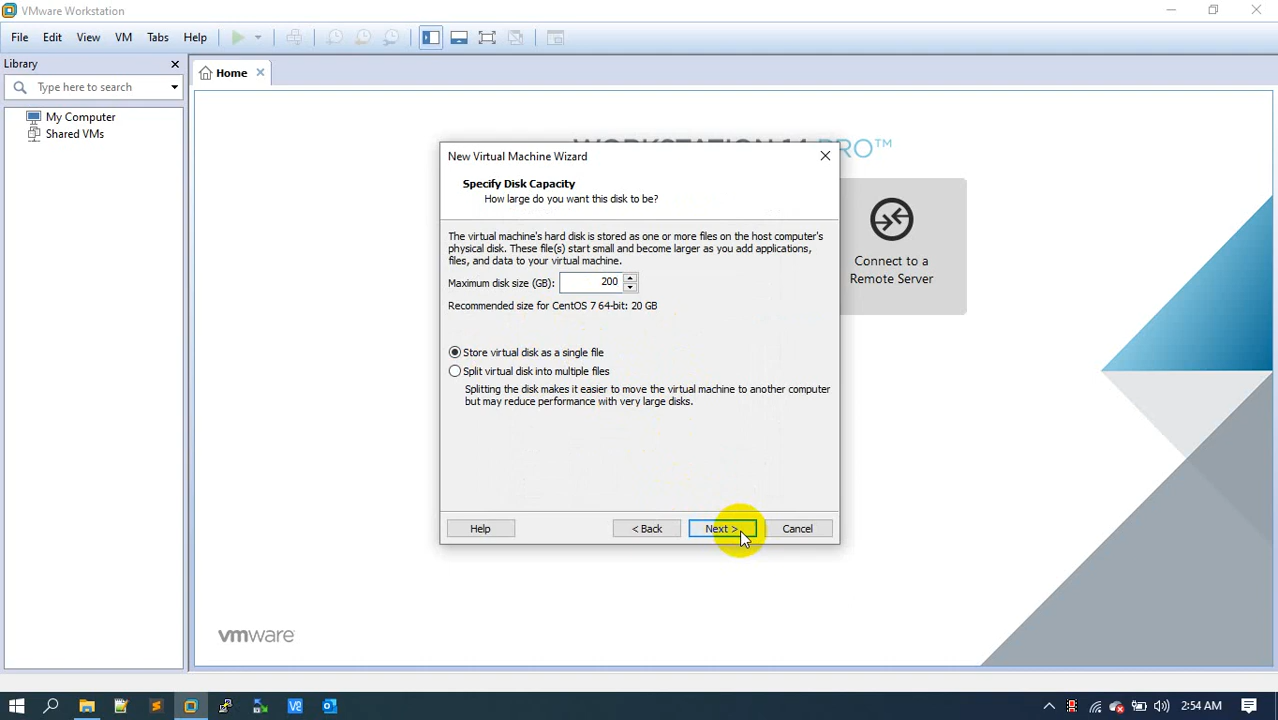 VMware Workstation
File Edit View VM Tabs Help
Library
Type here to search
Home
My Computer
Shared VMs
WORKSTATION 14 PRO™
New Virtual Machine Wizard
Specify Disk Capacity
How large do you want this disk to be?
The virtual machine's hard disk is stored as one or more files on the host computer's
physical disk. These file(s) start small and become larger as you add applications,
files, and data to your virtual machine.
Maximum disk size (GB): 200
Recommended size for CentOS 7 64-bit: 20 GB
Store virtual disk as a single file
Split virtual disk into multiple files
Splitting the disk makes it easier to move the virtual machine to another computer
but may reduce performance with very large disks.
Help < Back Next > Cancel
Connect to a
Remote Server
vmware
2:54 AM